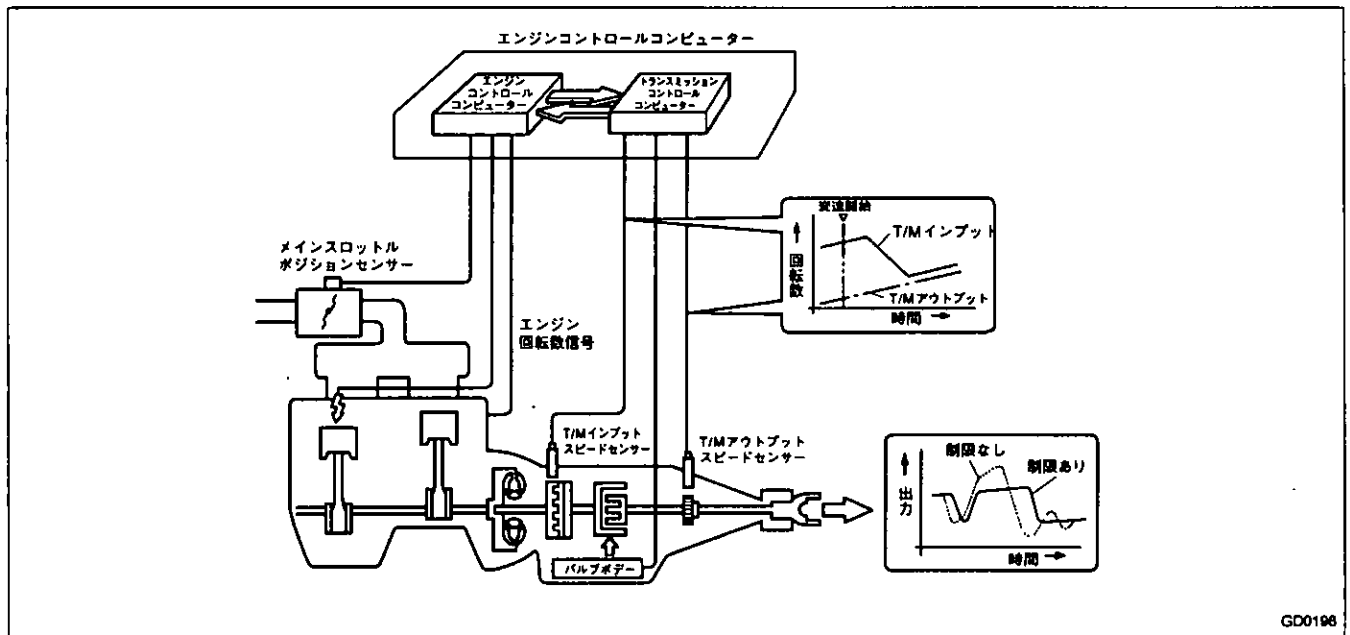 エンジンコントロールコンピューター
エンジン
コントロール
コンピューター
トランスミッション
コントロール
コンピューター
変速開始
T/Mインプット
回転数
T/Mアウトプット
時間
メインスロットル
ポジションセンサー
エンジン
回転数信号
T/Mインプット
スピードセンサー
T/Mアウトプット
スピードセンサー
制限なし
制限あり
出力
時間
バルブボデー
GD0196